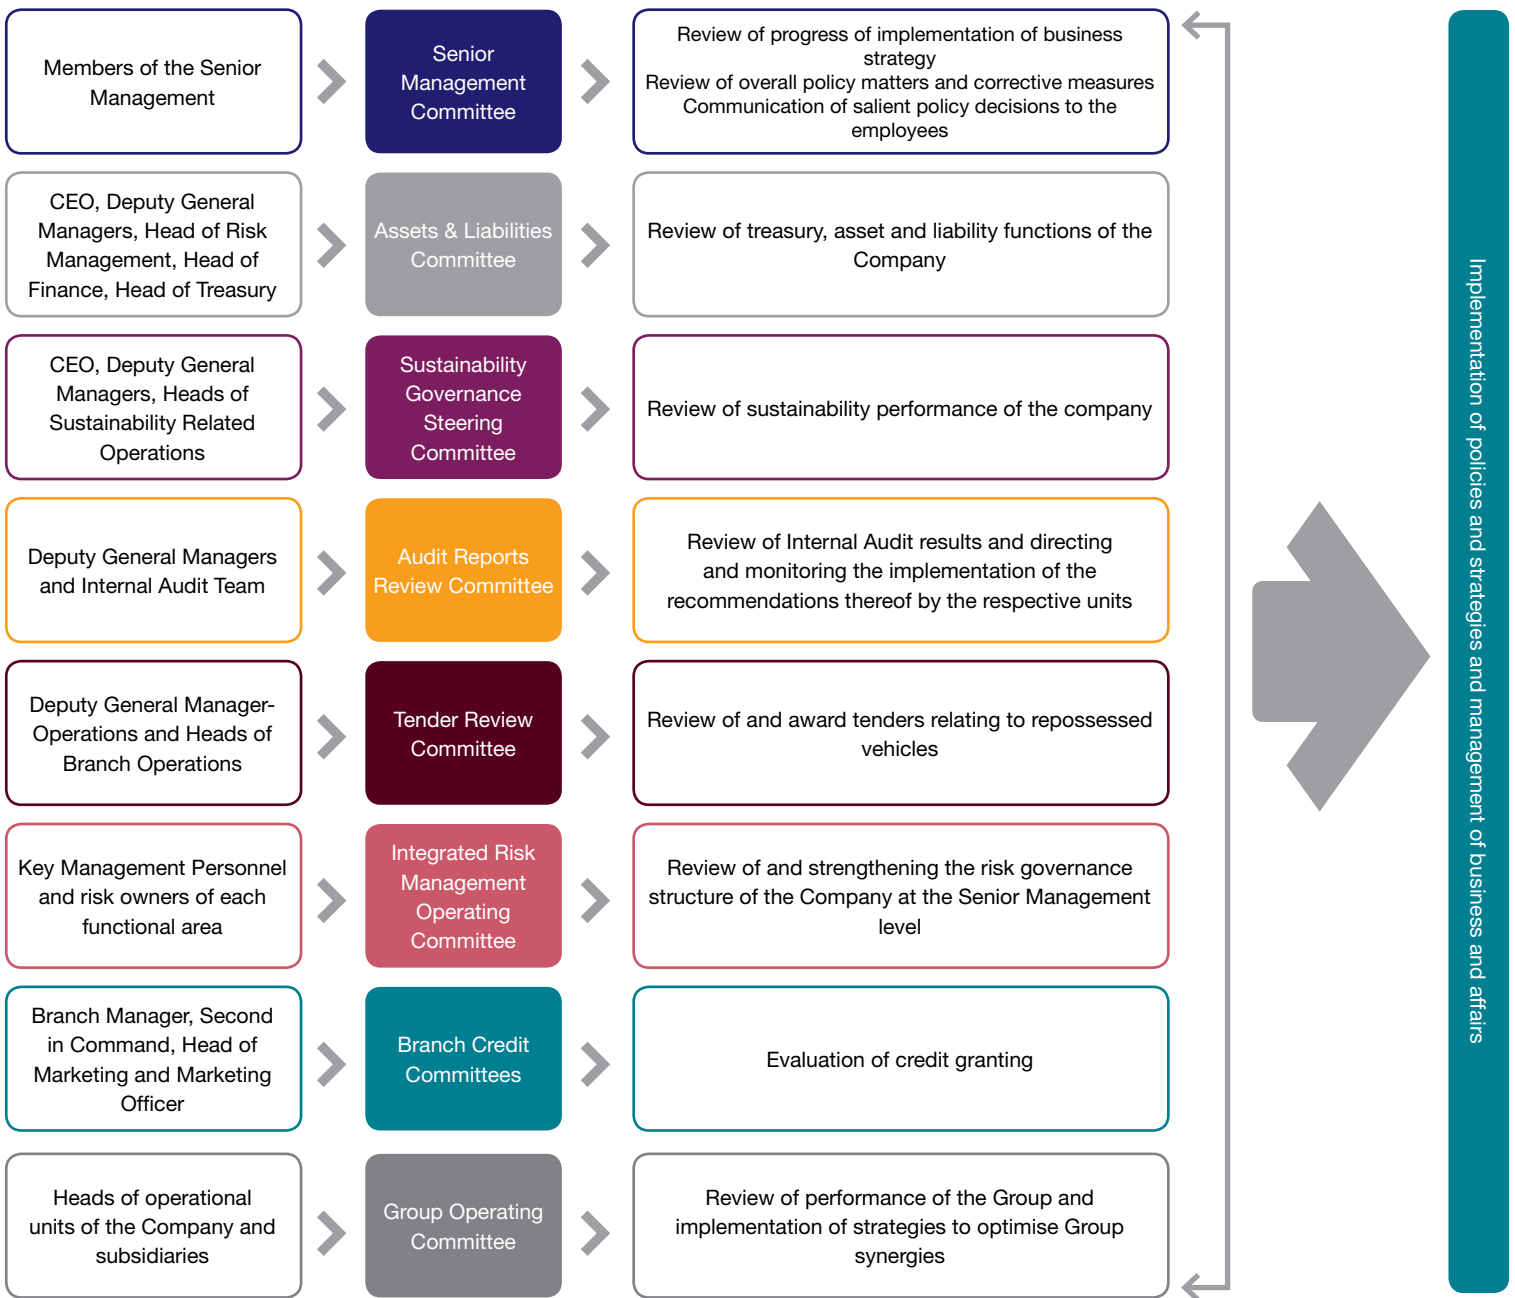 Members of the Senior
Management
Senior
Management
Committee
Review of progress of implementation of business
strategy
Review of overall policy matters and corrective measures
Communication of salient policy decisions to the
employees
CEO, Deputy General
Managers, Head of Risk
Management, Head of
Finance, Head of Treasury
Assets & Liabilities
Committee
Review of treasury, asset and liability functions of the
Company
CEO, Deputy General
Managers, Heads of
Sustainability Related
Operations
Sustainability
Governance
Steering
Committee
Review of sustainability performance of the company
Deputy General Managers
and Internal Audit Team
Audit Reports
Review Committee
Review of Internal Audit results and directing
and monitoring the implementation of the
recommendations thereof by the respective units
Deputy General Manager-
Operations and Heads of
Branch Operations
Tender Review
Committee
Review of and award tenders relating to repossessed
vehicles
Key Management Personnel
and risk owners of each
functional area
Integrated Risk
Management
Operating
Committee
Review of and strengthening the risk governance
structure of the Company at the Senior Management
level
Branch Manager, Second
in Command, Head of
Marketing and Marketing
Officer
Branch Credit
Committees
Evaluation of credit granting
Heads of operational
units of the Company and
subsidiaries
Group Operating
Committee
Review of performance of the Group and
implementation of strategies to optimise Group
synergies
Implementation of policies and strategies and management of business and affairs